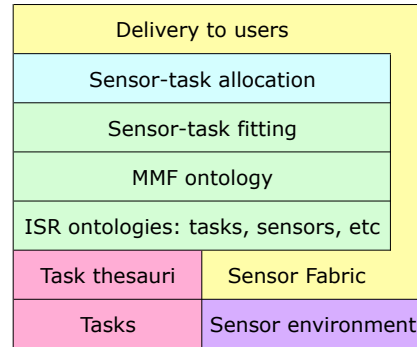 Delivery to users
Sensor-task allocation
Sensor-task fitting
MMF ontology
ISR ontologies: tasks, sensors, etc
Task thesauri
Sensor Fabric
Tasks
Sensor environment